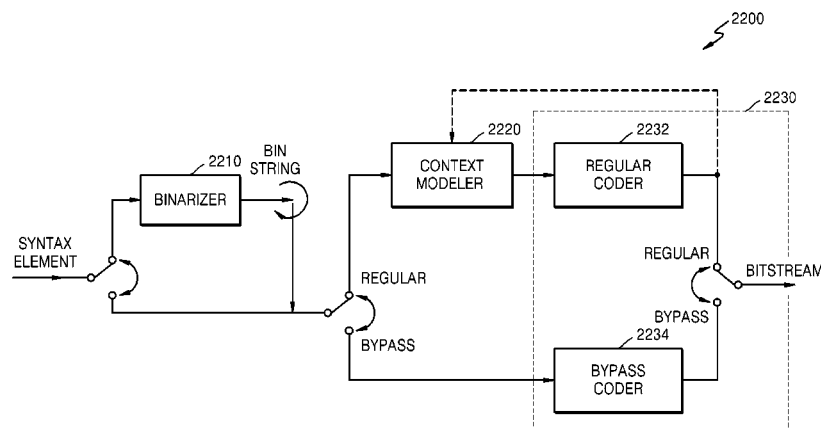 2200
2230
2220
2232
2210
BIN
STRING
CONTEXT
MODELER
REGULAR
CODER
BINARIZER
SYNTAX
ELEMENT
REGULAR
REGULAR
BITSTREAM
BYPASS
BYPASS
2234
BYPASS
CODER